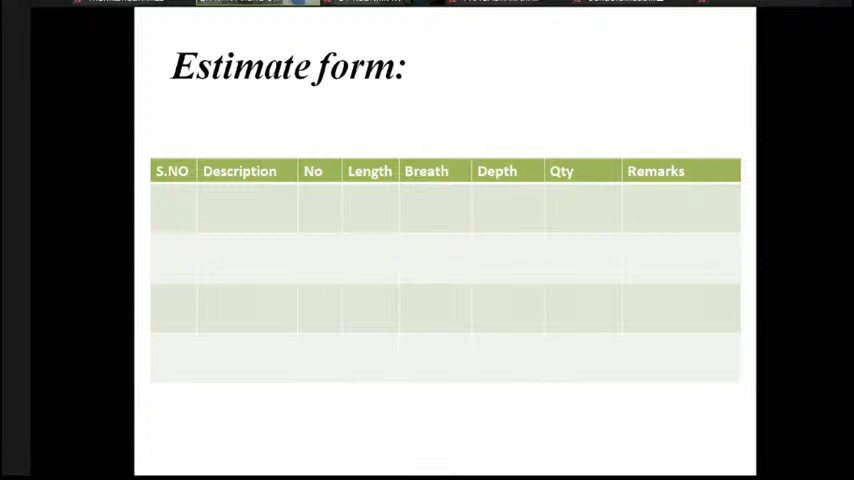 Estimate form:
S.NO Description No Length Breath Depth Qty Remarks